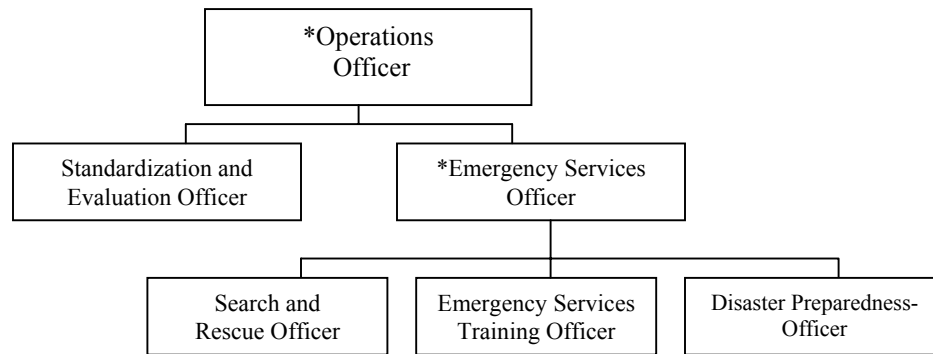 *Operations
Officer
Standardization and
Evaluation Officer
*Emergency Services
Officer
Search and
Rescue Officer
Emergency Services
Training Officer
Disaster Preparedness-
Officer